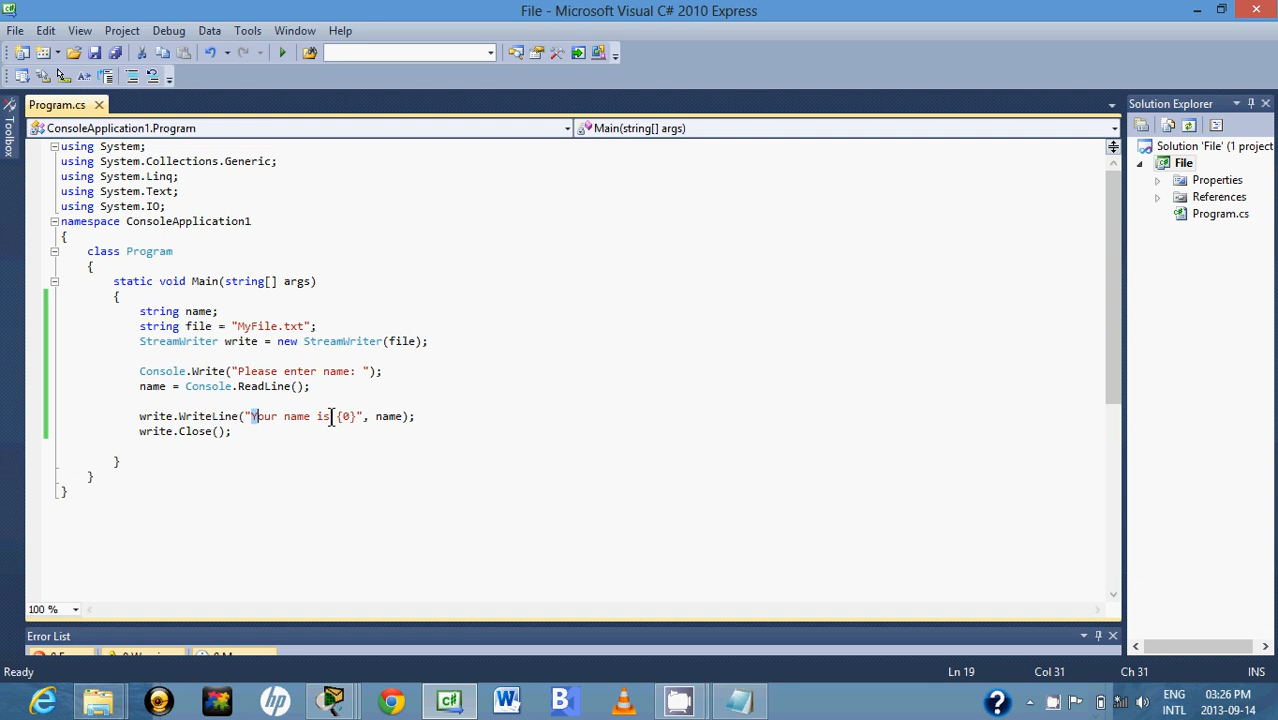 File - Microsoft Visual C# 2010 Express
File Edit View Project Debug Data Tools Window Help
Program.cs
Solution Explorer
Toolbox
ConsoleApplication1.Program
Main(string[] args)
Solution 'File' (1 project
File
Properties
References
Program.cs
using System;
using System.Collections.Generic;
using System.Linq;
using System.Text;
using System.IO;
namespace ConsoleApplication1
{
class Program
{
static void Main(string[] args)
{
string name;
string file = "MyFile.txt";
StreamWriter write = new StreamWriter(file);
Console.Write("Please enter name: ");
name = Console.ReadLine();
write.WriteLine("Your name is {0}", name);
write.Close();
}
}
}
100 %
Error List
Ready
Ln 19 Col 31 Ch 31 INS
ENG 03:26 PM
INTL 2013-09-14